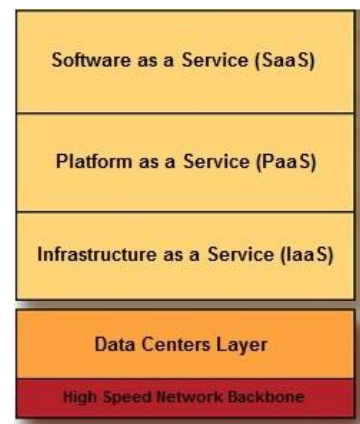 Software as a Service (SaaS)
Platform as a Service (PaaS)
Infrastructure as a Service (IaaS)
Data Centers Layer
High Speed Network Backbone